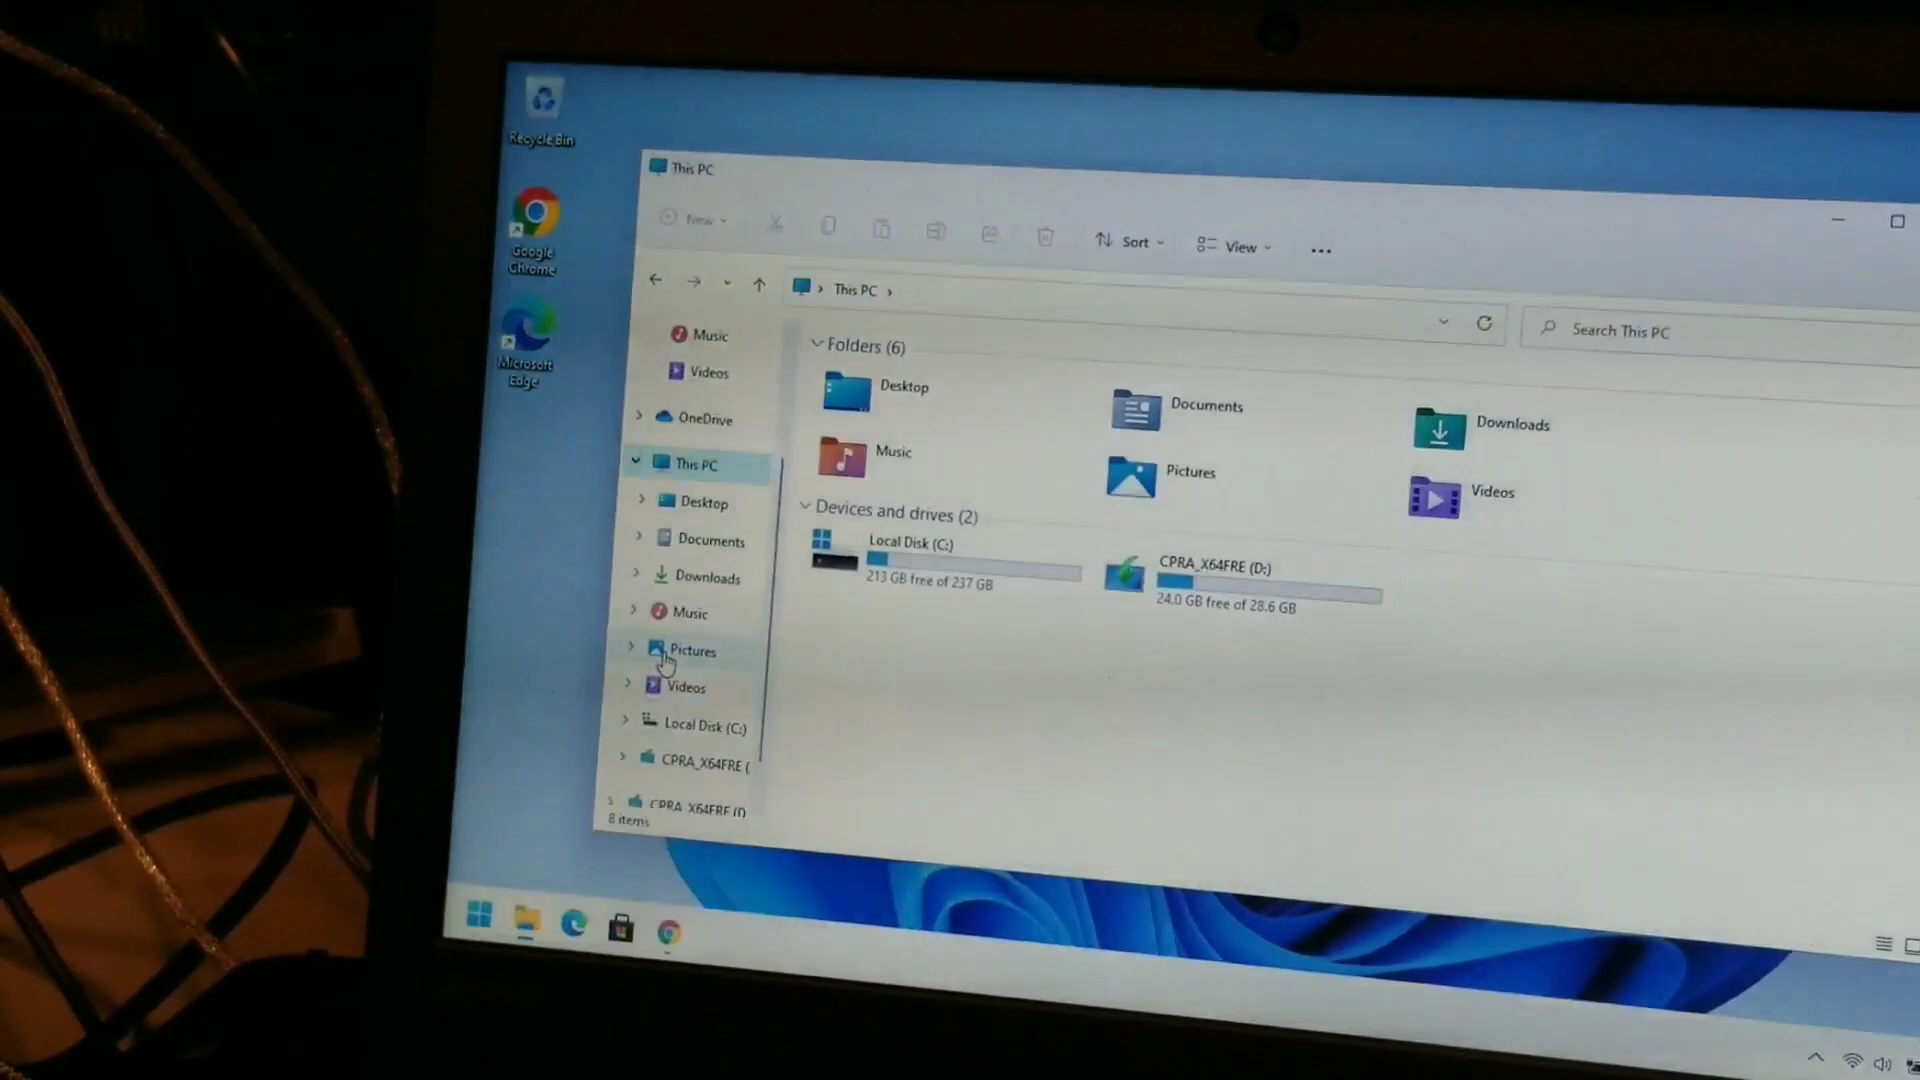 Recycle Bin
Google
Chrome
Microsoft
Edge
This PC
New
Sort
View
This PC
Search This PC
Music
Videos
OneDrive
This PC
Desktop
Documents
Downloads
Music
Pictures
Videos
Local Disk (C:)
CPRA_X64FRE (
CPRA_X64FRE (D
8 items
Folders (6)
Desktop
Documents
Downloads
Music
Pictures
Videos
Devices and drives (2)
Local Disk (C:)
213 GB free of 237 GB
CPRA_X64FRE (D:)
24.0 GB free of 28.6 GB